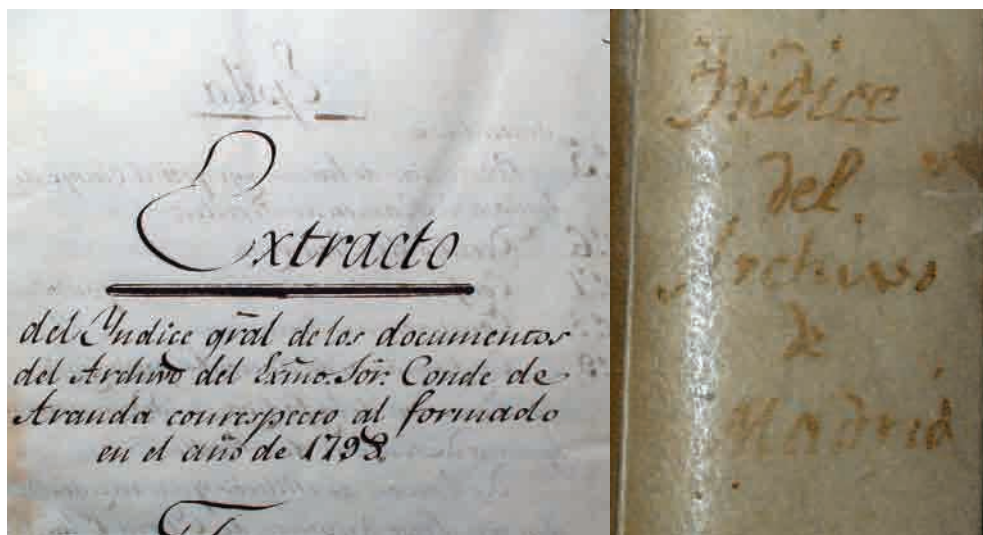 Extracto
del Yndice gral de los documentos
del Archivo del Exmo. Sor. Conde de
Aranda con respecto al formado
en el año de 1798.
Indice
del
Archivo
de
Madrid